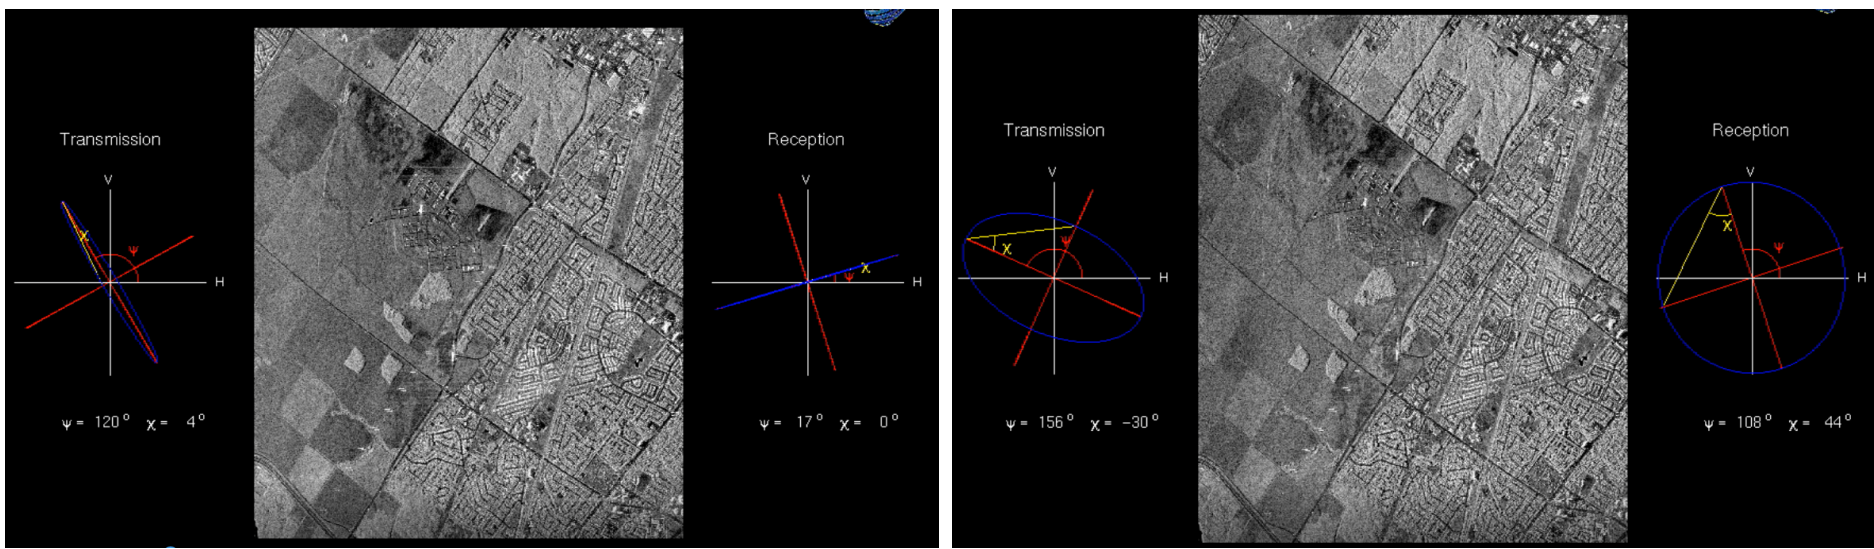 Transmission
V
χ
ψ
H
ψ = 120° χ = 4°
Reception
V
χ
ψ
H
ψ = 17° χ = 0°
Transmission
V
χ
ψ
H
ψ = 156° χ = -30°
Reception
V
χ
ψ
H
ψ = 108° χ = 44°